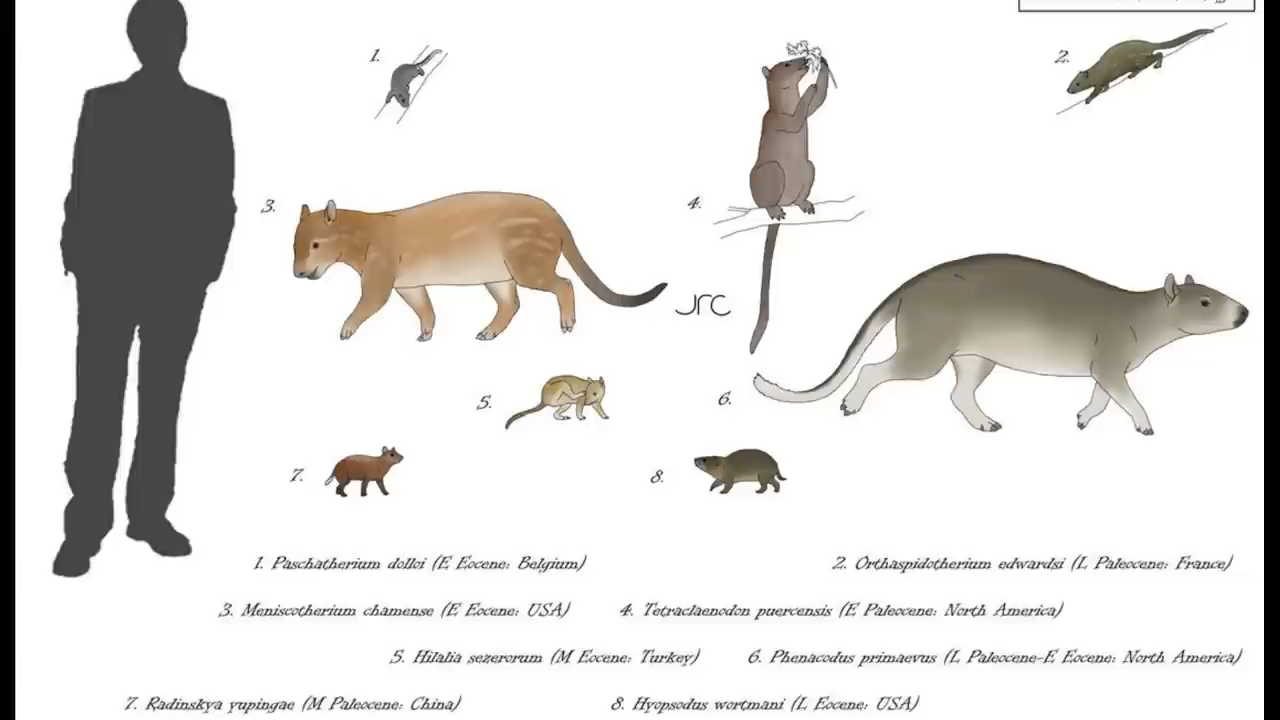 1.
2.
3.
4.
JrC
5.
6.
7.
8.
1. Paschatherium dolloi (E Eocene: Belgium)
2. Orthaspidotherium edwardsi (L Paleocene: France)
3. Meniscotherium chamense (E Eocene: USA)
4. Tetraclaenodon puercensis (E Paleocene: North America)
5. Hilalia sezerorum (M Eocene: Turkey)
6. Phenacodus primaevus (L Paleocene-E Eocene: North America)
7. Radinskya yupingae (M Paleocene: China)
8. Hyopsodus wortmani (L Eocene: USA)